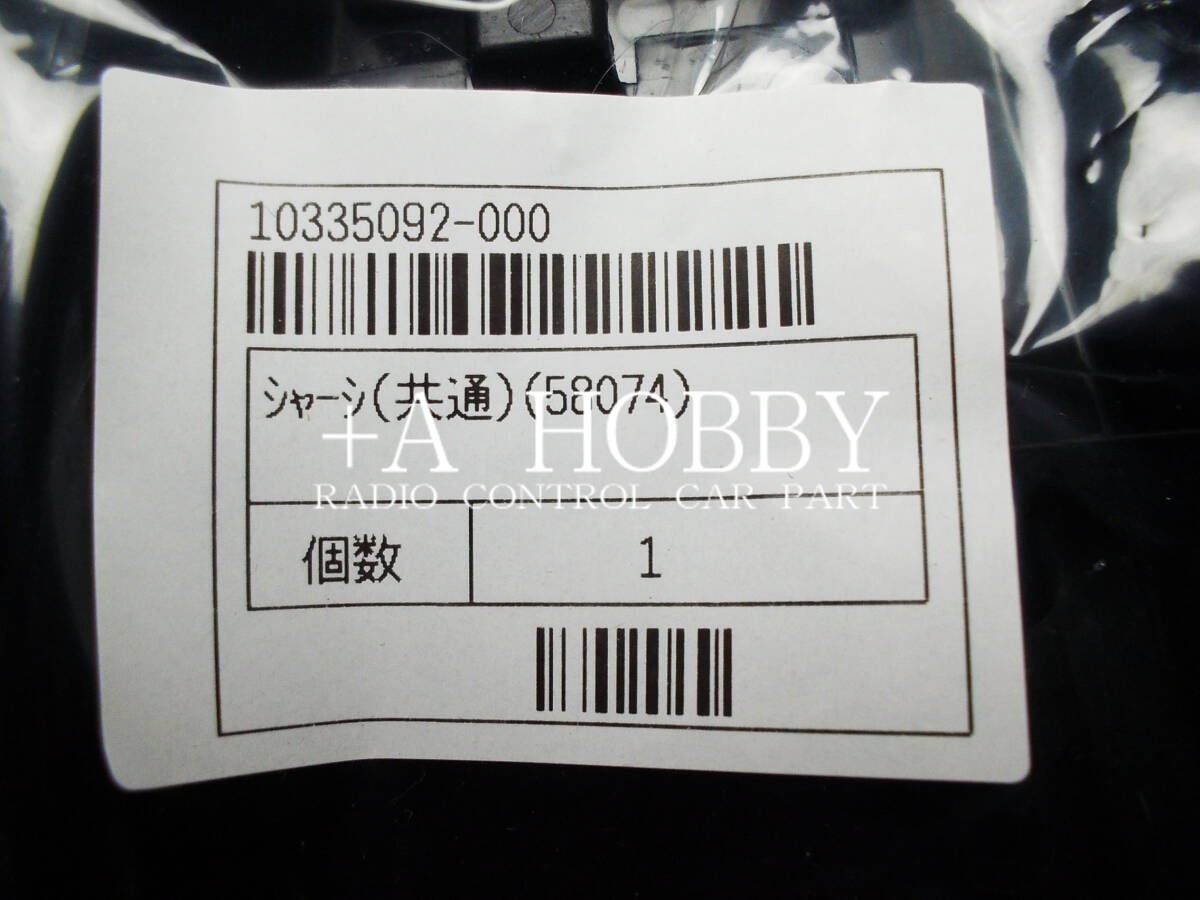 10335092-000
シャーシ(共通)(58074)
+A HOBBY
RADIO CONTROL CAR PART
個数 1